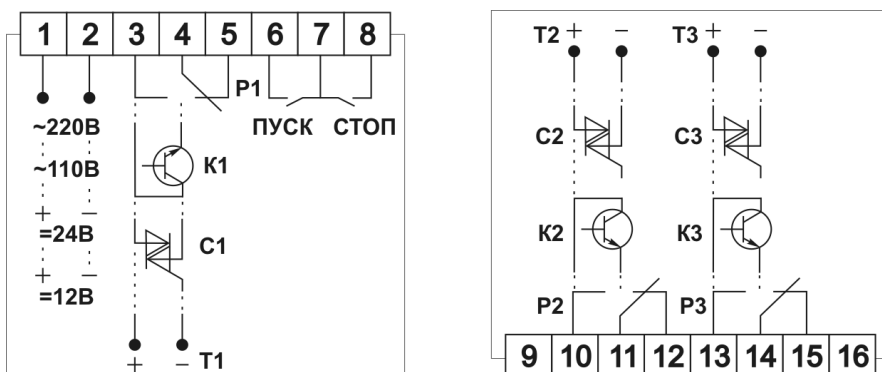 1 2 3 4 5 6 7 8
P1
ПУСК СТОП
~220В
~110В
K1
+ −
=24В
C1
+ −
=12В
+ − T1
T2 + − T3 + −
C2 C3
K2 K3
P2 P3
9 10 11 12 13 14 15 16